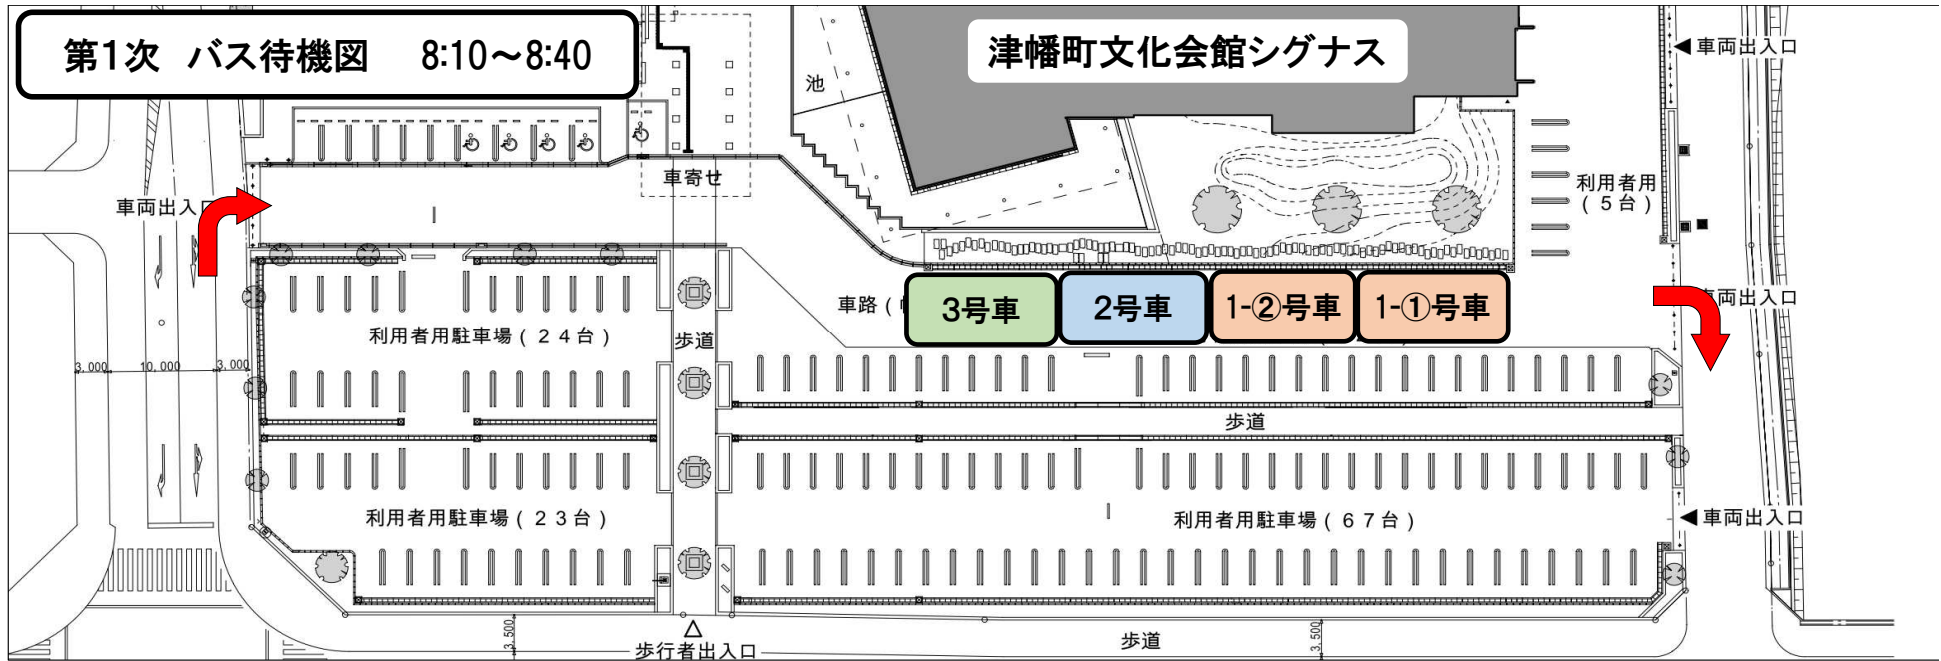 第1次 バス待機図 8:10～8:40
津幡町文化会館シグナス
車両出入口
池
車寄せ
利用者用
(5台)
車両出入口
3号車
2号車
1-②号車
1-①号車
車路(
車両出入口
利用者用駐車場(24台)
歩道
3,000
10,000
3,000
歩道
利用者用駐車場(23台)
利用者用駐車場(67台)
車両出入口
3,500
歩行者出入口
歩道
3,500